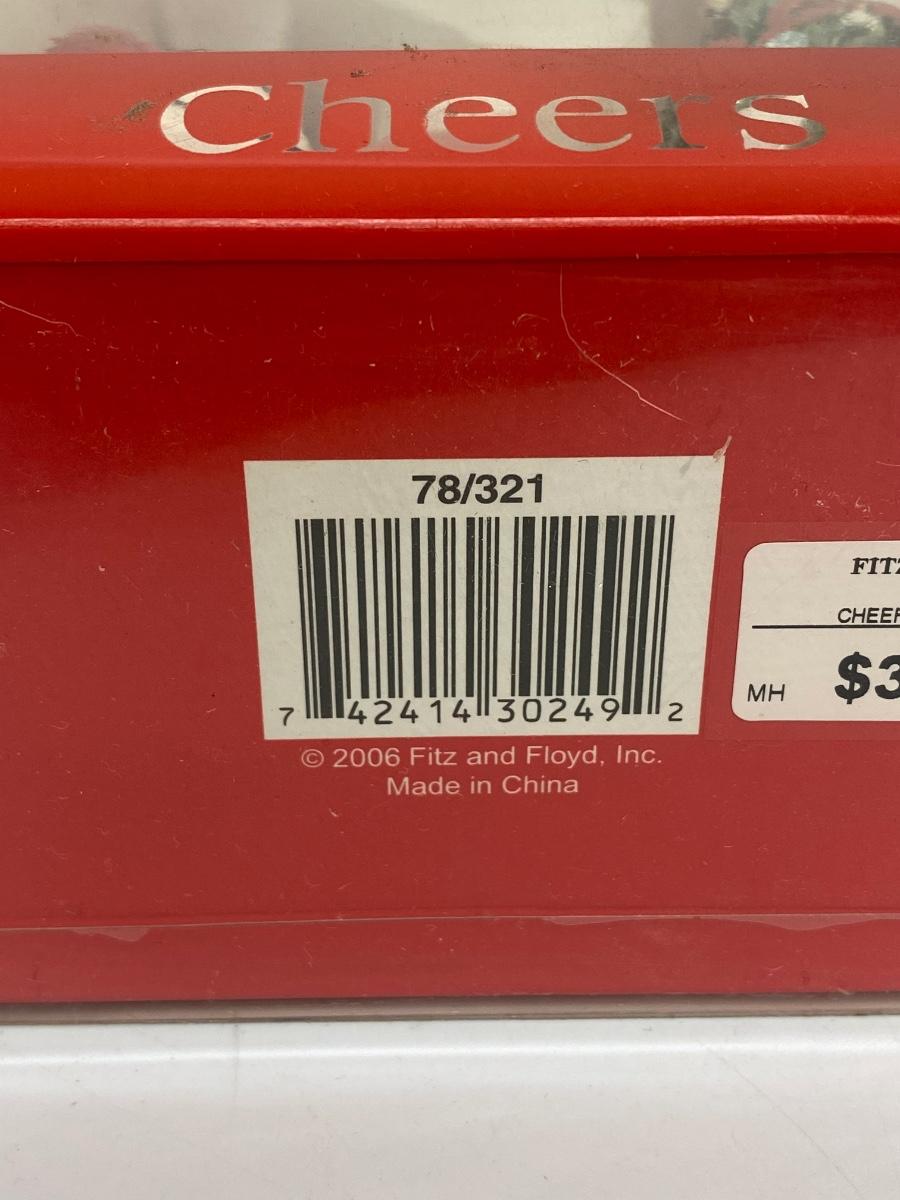 Cheers
78/321
7 42414 30249 2
© 2006 Fitz and Floyd, Inc.
Made in China
MH